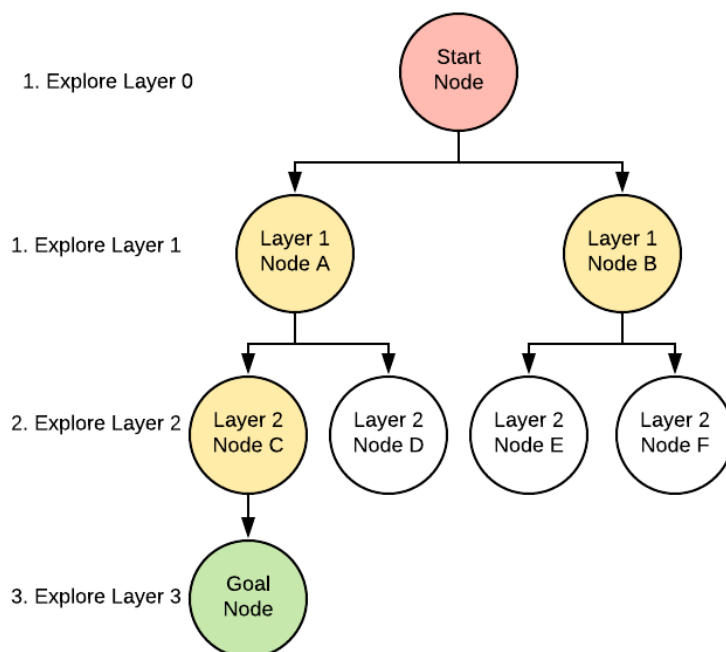 Start
Node
1. Explore Layer 0
1. Explore Layer 1
Layer 1
Node A
Layer 1
Node B
2. Explore Layer 2
Layer 2
Node C
Layer 2
Node D
Layer 2
Node E
Layer 2
Node F
3. Explore Layer 3
Goal
Node